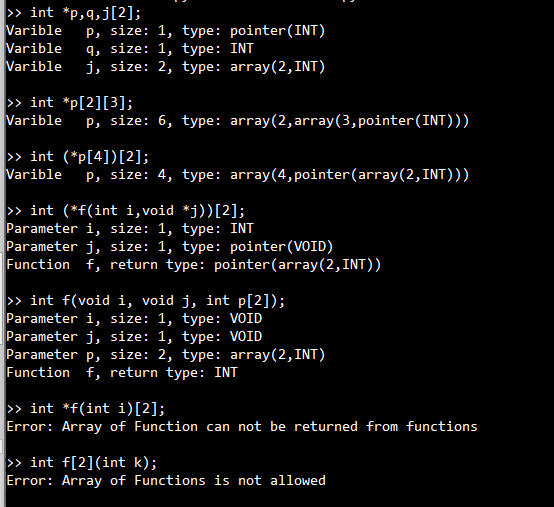 >> int *p,q,j[2];
Varible   p, size: 1, type: pointer(INT)
Varible   q, size: 1, type: INT
Varible   j, size: 2, type: array(2,INT)
>> int *p[2][3];
Varible   p, size: 6, type: array(2,array(3,pointer(INT)))
>> int (*p[4])[2];
Varible   p, size: 4, type: array(4,pointer(array(2,INT)))
>> int (*f(int i,void *j))[2];
Parameter i, size: 1, type: INT
Parameter j, size: 1, type: pointer(VOID)
Function  f, return type: pointer(array(2,INT))
>> int f(void i, void j, int p[2]);
Parameter i, size: 1, type: VOID
Parameter j, size: 1, type: VOID
Parameter p, size: 2, type: array(2,INT)
Function  f, return type: INT
>> int *f(int i)[2];
Error: Array of Function can not be returned from functions
>> int f[2](int k);
Error: Array of Functions is not allowed